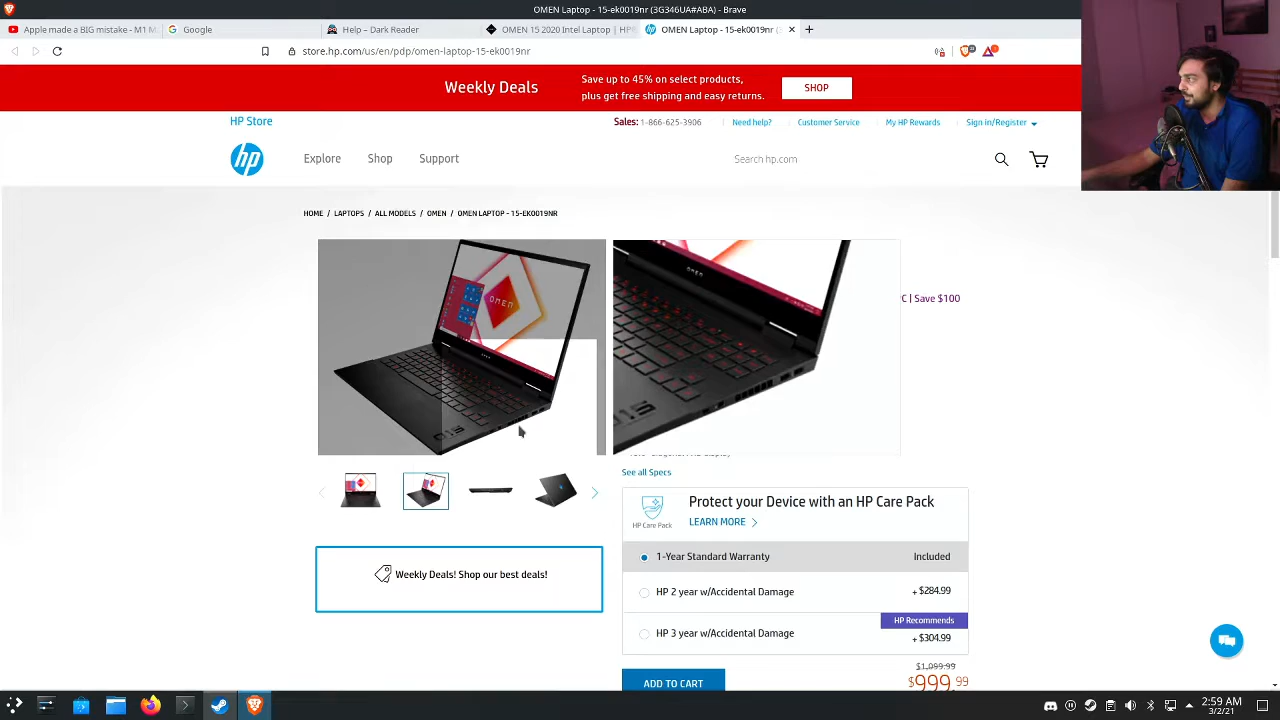 OMEN Laptop - 15-ek0019nr (3G346UA#ABA) - Brave
Apple made a BIG mistake - M1 M
Google
Help – Dark Reader
OMEN 15 2020 Intel Laptop | HP®
OMEN Laptop - 15-ek0019nr (
store.hp.com/us/en/pdp/omen-laptop-15-ek0019nr
Weekly Deals
Save up to 45% on select products,
plus get free shipping and easy returns.
SHOP
HP Store
Sales: 1-866-625-3906
Need help?
Customer Service
My HP Rewards
Sign in/Register
hp
Explore
Shop
Support
Search hp.com
HOME / LAPTOPS / ALL MODELS / OMEN / OMEN LAPTOP - 15-EK0019NR
OMEN
C | Save $100
See all Specs
Protect your Device with an HP Care Pack
HP Care Pack
LEARN MORE
1-Year Standard Warranty
Included
HP 2 year w/Accidental Damage
+ $284.99
HP Recommends
HP 3 year w/Accidental Damage
+ $304.99
Weekly Deals! Shop our best deals!
$1,099.99
ADD TO CART
$999.99
2:59 AM
3/2/21